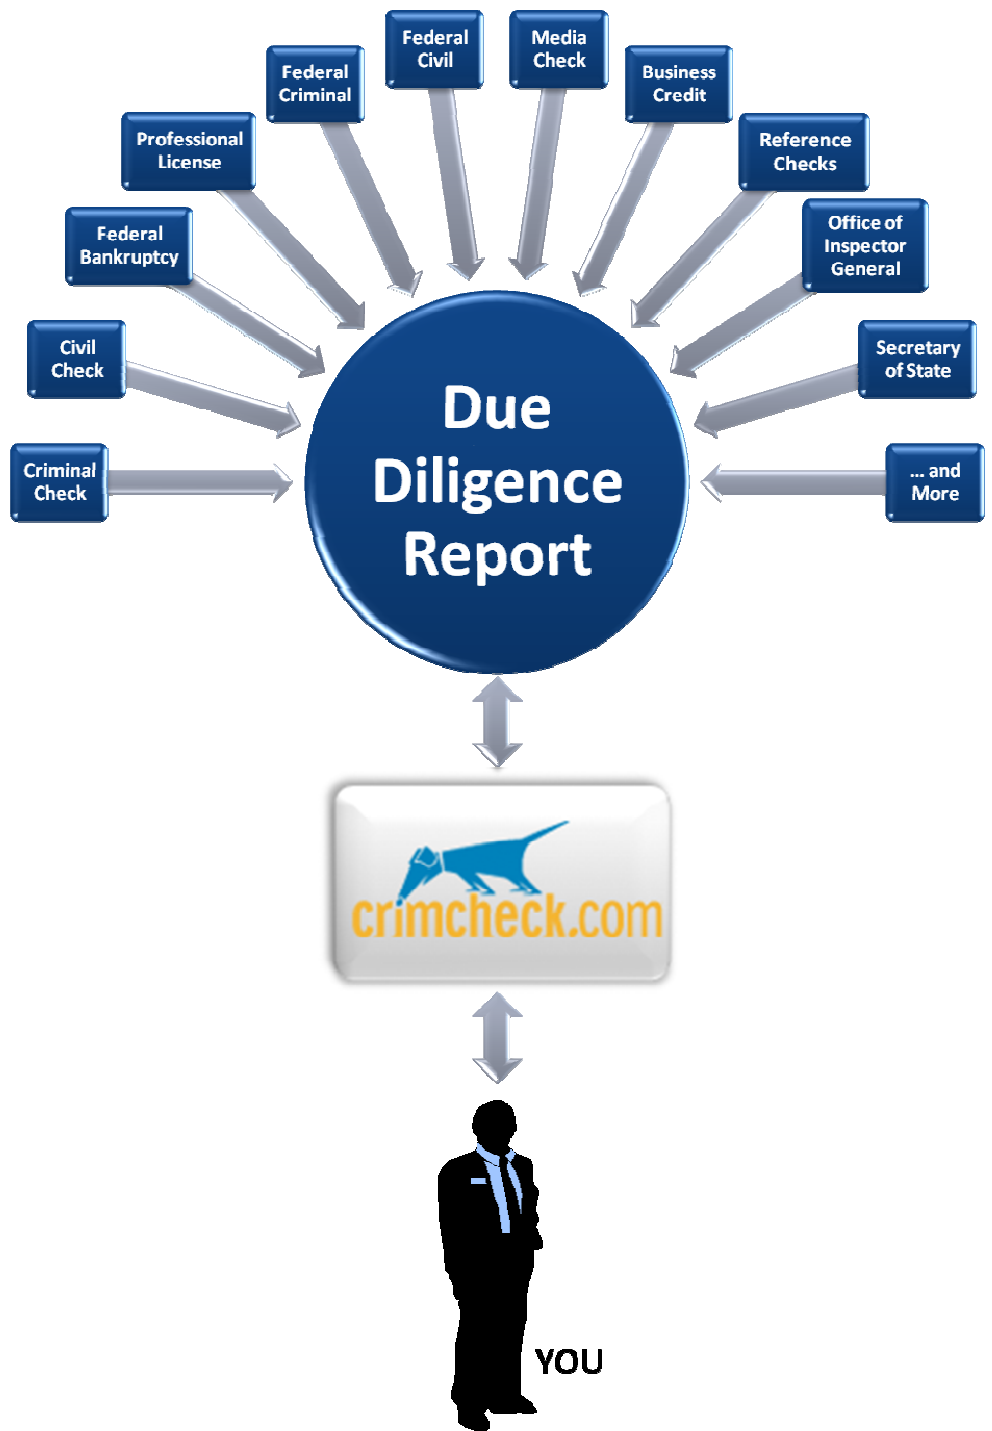 Federal
Civil
Media
Check
Federal
Criminal
Business
Credit
Professional
License
Reference
Checks
Federal
Bankruptcy
Office of
Inspector
General
Civil
Check
Secretary
of State
Criminal
Check
... and
More
Due
Diligence
Report
crimcheck.com
YOU